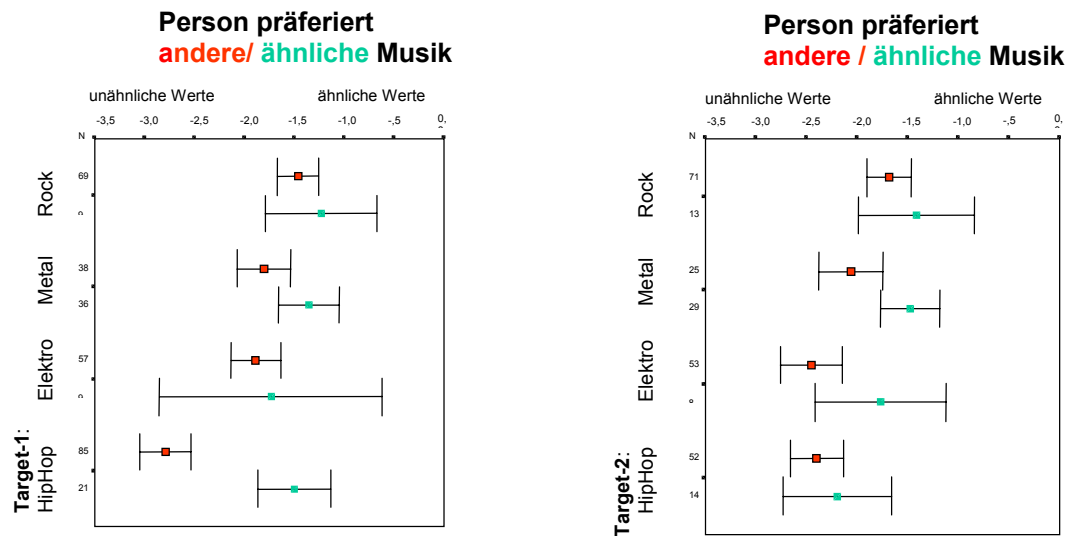 Person präferiert
andere/ ähnliche Musik
unähnliche Werte ähnliche Werte
-3,5 -3,0 -2,5 -2,0 -1,5 -1,0 -,5 0,
N
Rock
69
Metal
38
36
Elektro
57
Target-1:
HipHop
85
21
Person präferiert
andere / ähnliche Musik
unähnliche Werte ähnliche Werte
-3,5 -3,0 -2,5 -2,0 -1,5 -1,0 -,5 0,
N
Rock
71
13
Metal
25
29
Elektro
53
Target-2:
HipHop
52
14